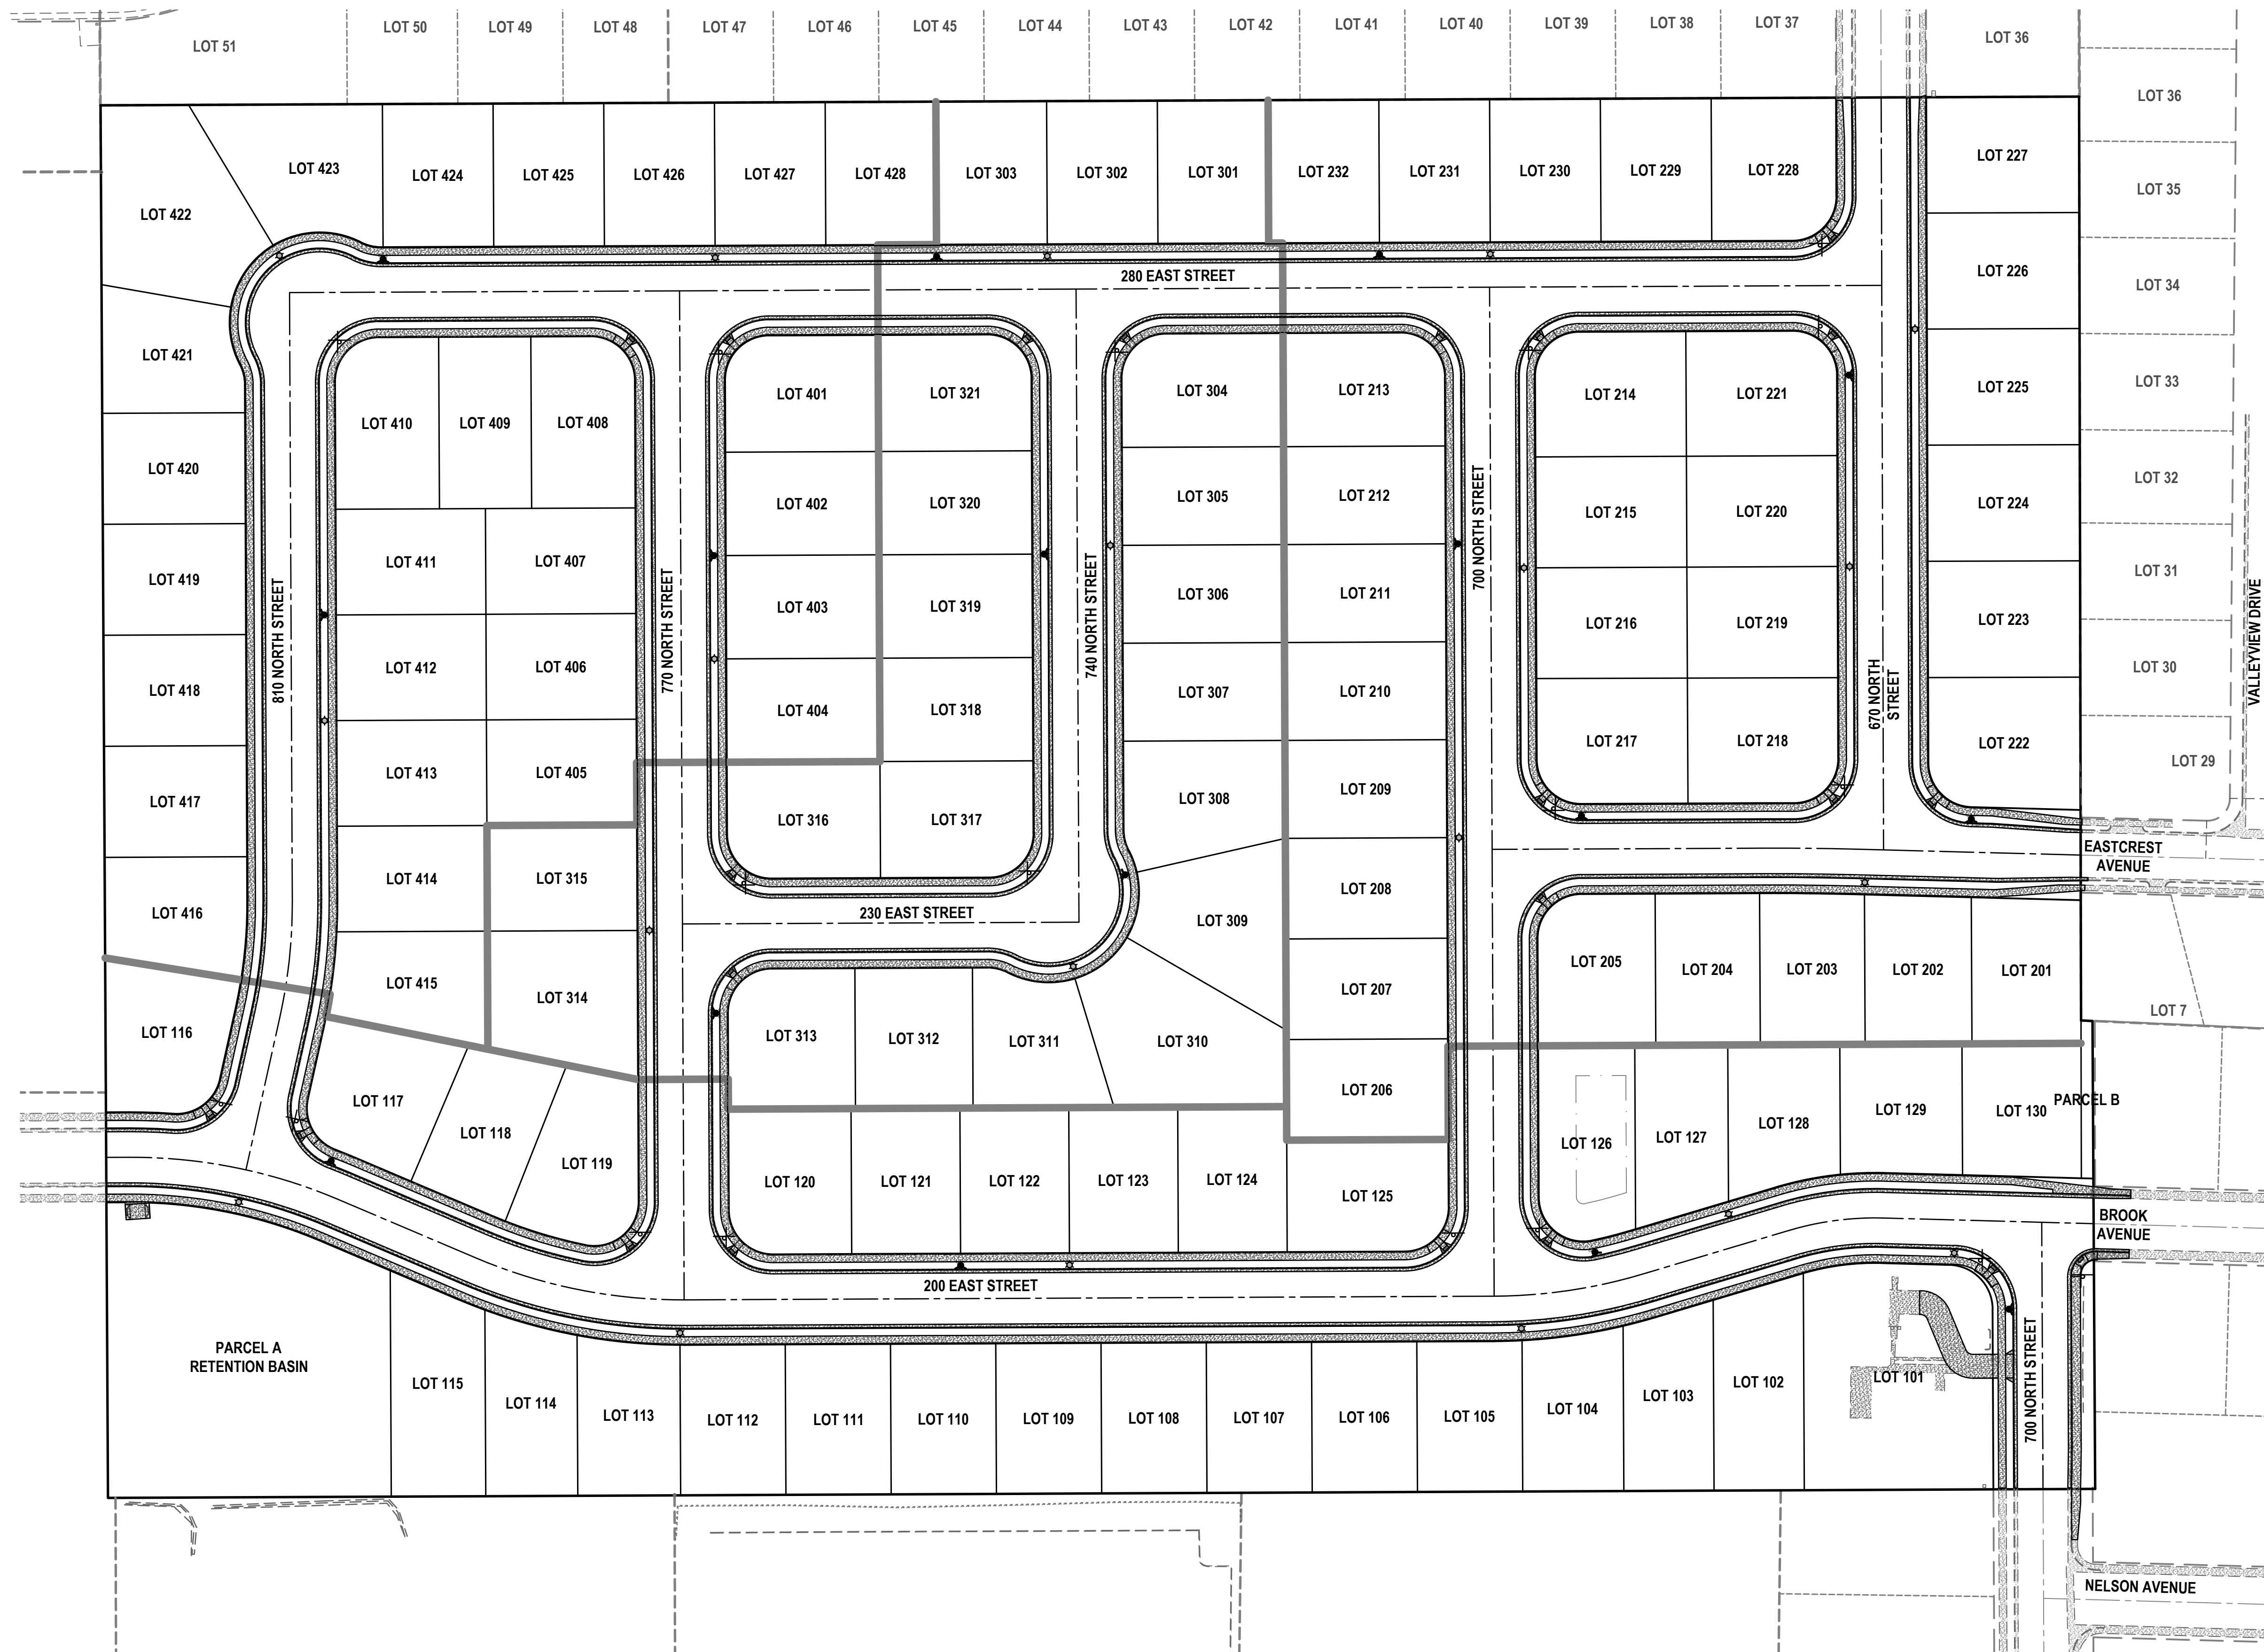 LOT 51
LOT 50
LOT 49
LOT 48
LOT 47
LOT 46
LOT 45
LOT 44
LOT 43
LOT 42
LOT 41
LOT 40
LOT 39
LOT 38
LOT 37
LOT 36
LOT 36
LOT 35
LOT 34
LOT 33
LOT 32
LOT 31
LOT 30
LOT 29
LOT 7
VALLEYVIEW DRIVE
LOT 422
LOT 423
LOT 424
LOT 425
LOT 426
LOT 427
LOT 428
LOT 303
LOT 302
LOT 301
LOT 232
LOT 231
LOT 230
LOT 229
LOT 228
LOT 227
LOT 226
LOT 225
LOT 224
LOT 223
LOT 222
280 EAST STREET
LOT 421
LOT 420
LOT 419
LOT 418
LOT 417
LOT 416
LOT 116
810 NORTH STREET
LOT 410
LOT 409
LOT 408
LOT 411
LOT 407
LOT 412
LOT 406
LOT 413
LOT 405
LOT 414
LOT 315
LOT 415
LOT 314
LOT 117
LOT 118
LOT 119
770 NORTH STREET
LOT 401
LOT 321
LOT 402
LOT 320
LOT 403
LOT 319
LOT 404
LOT 318
LOT 316
LOT 317
230 EAST STREET
740 NORTH STREET
LOT 304
LOT 213
LOT 305
LOT 212
LOT 306
LOT 211
LOT 307
LOT 210
LOT 308
LOT 209
LOT 309
LOT 208
LOT 207
LOT 313
LOT 312
LOT 311
LOT 310
LOT 206
LOT 120
LOT 121
LOT 122
LOT 123
LOT 124
LOT 125
700 NORTH STREET
LOT 214
LOT 221
LOT 215
LOT 220
LOT 216
LOT 219
LOT 217
LOT 218
670 NORTH
STREET
EASTCREST
AVENUE
LOT 205
LOT 204
LOT 203
LOT 202
LOT 201
LOT 126
LOT 127
LOT 128
LOT 129
LOT 130
PARCEL B
BROOK
AVENUE
200 EAST STREET
PARCEL A
RETENTION BASIN
LOT 115
LOT 114
LOT 113
LOT 112
LOT 111
LOT 110
LOT 109
LOT 108
LOT 107
LOT 106
LOT 105
LOT 104
LOT 103
LOT 102
LOT 101
700 NORTH STREET
NELSON AVENUE